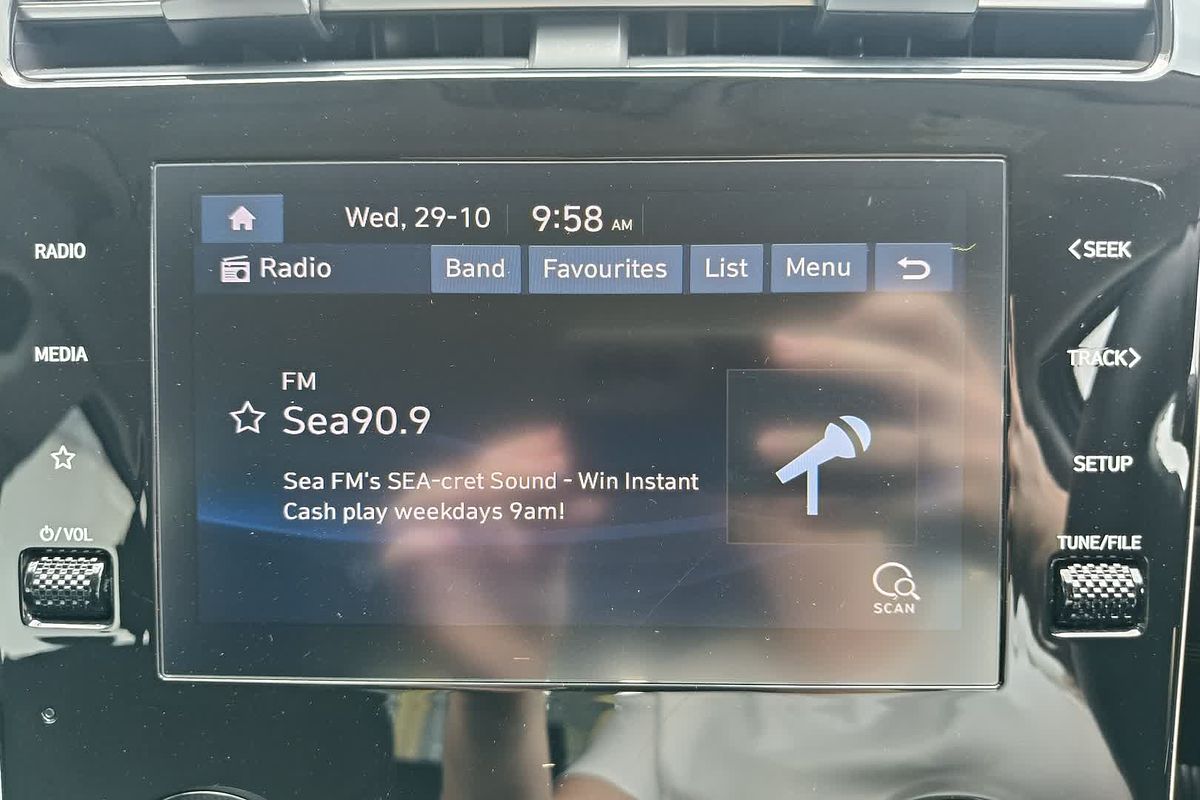 Wed, 29-10 9:58 AM
RADIO
Radio Band Favourites List Menu
<SEEK
MEDIA
TRACK>
FM
Sea90.9
SETUP
Sea FM's SEA-cret Sound - Win Instant
Cash play weekdays 9am!
/VOL
TUNE/FILE
SCAN